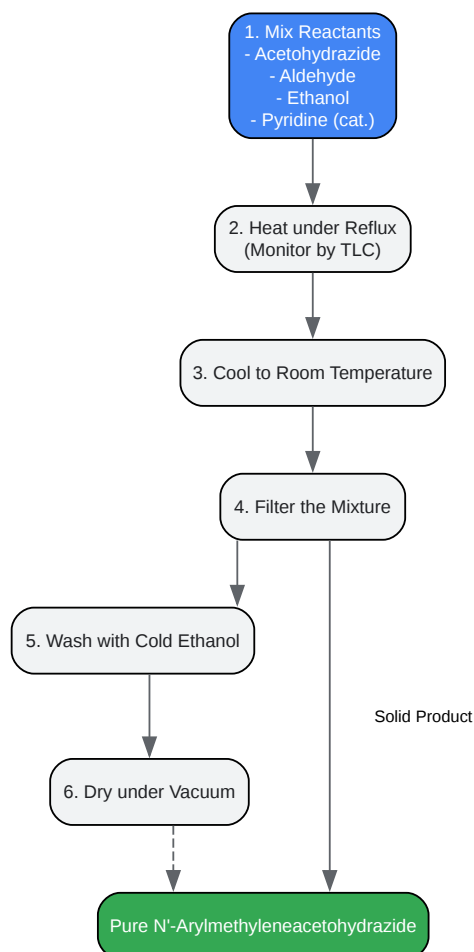 1. Mix Reactants
- Acetohydrazide
- Aldehyde
- Ethanol
- Pyridine (cat.)
2. Heat under Reflux
(Monitor by TLC)
3. Cool to Room Temperature
4. Filter the Mixture
5. Wash with Cold Ethanol
Solid Product
6. Dry under Vacuum
Pure N'-Arylmethyleneacetohydrazide